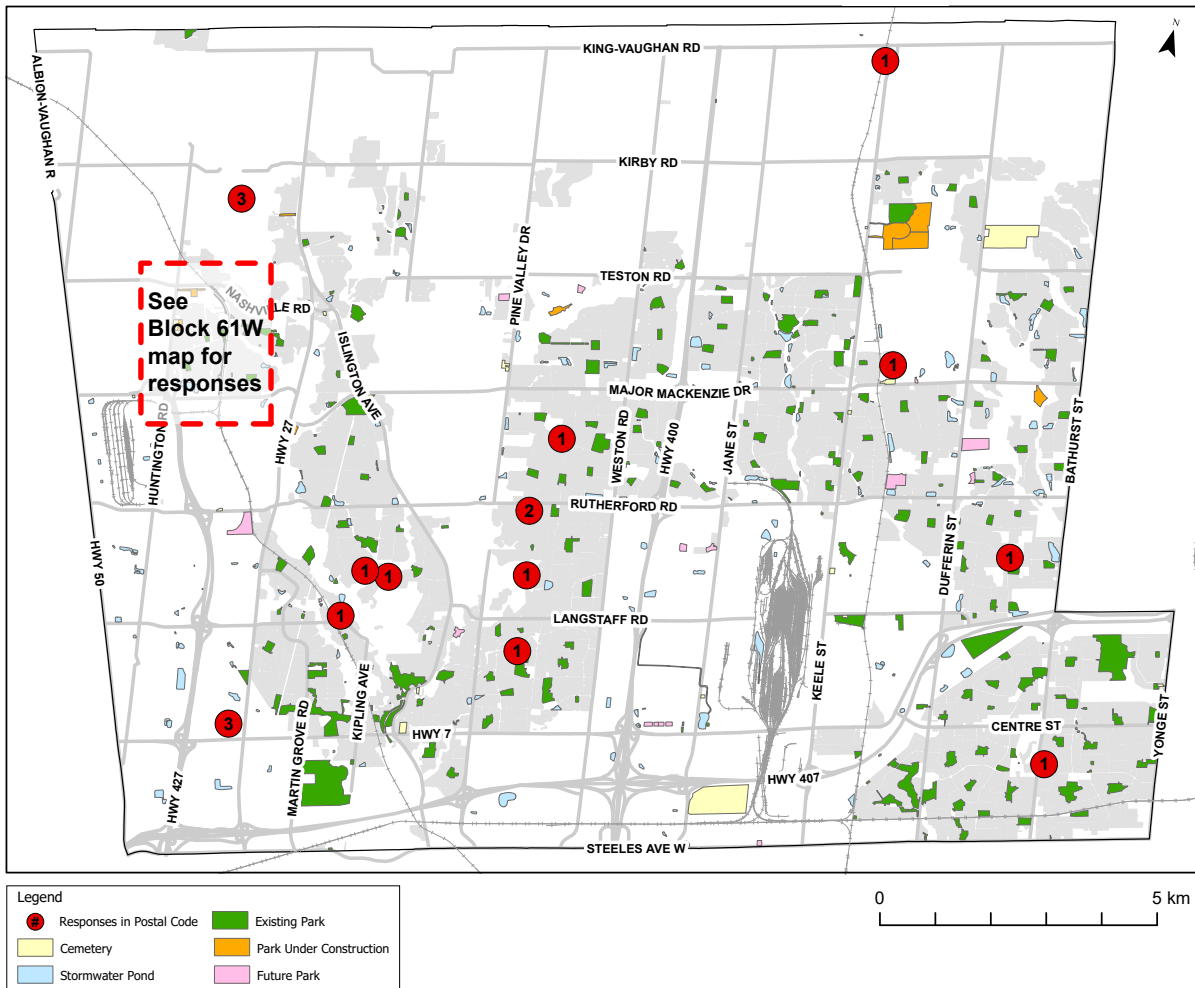 N
KING-VAUGHAN RD
1
ALBION-VAUGHAN R
KIRBY RD
3
PINE VALLEY DR
TESTON RD
NASHVILLE RD
See
Block 61W
map for
responses
ISLINGTON AVE
1
MAJOR MACKENZIE DR
HUNTINGTON RD
HWY 27
1
WESTON RD
HWY 400
JANE ST
BATHURST ST
2
RUTHERFORD RD
HWY 50
1
1
1
DUFFERIN ST
1
1
LANGSTAFF RD
1
KEELE ST
3
MARTIN GROVE RD
KIPLING AVE
HWY 7
CENTRE ST
YONGE ST
1
HWY 427
HWY 407
STEELES AVE W
Legend
# Responses in Postal Code
Existing Park
Cemetery
Park Under Construction
Stormwater Pond
Future Park
0 5 km